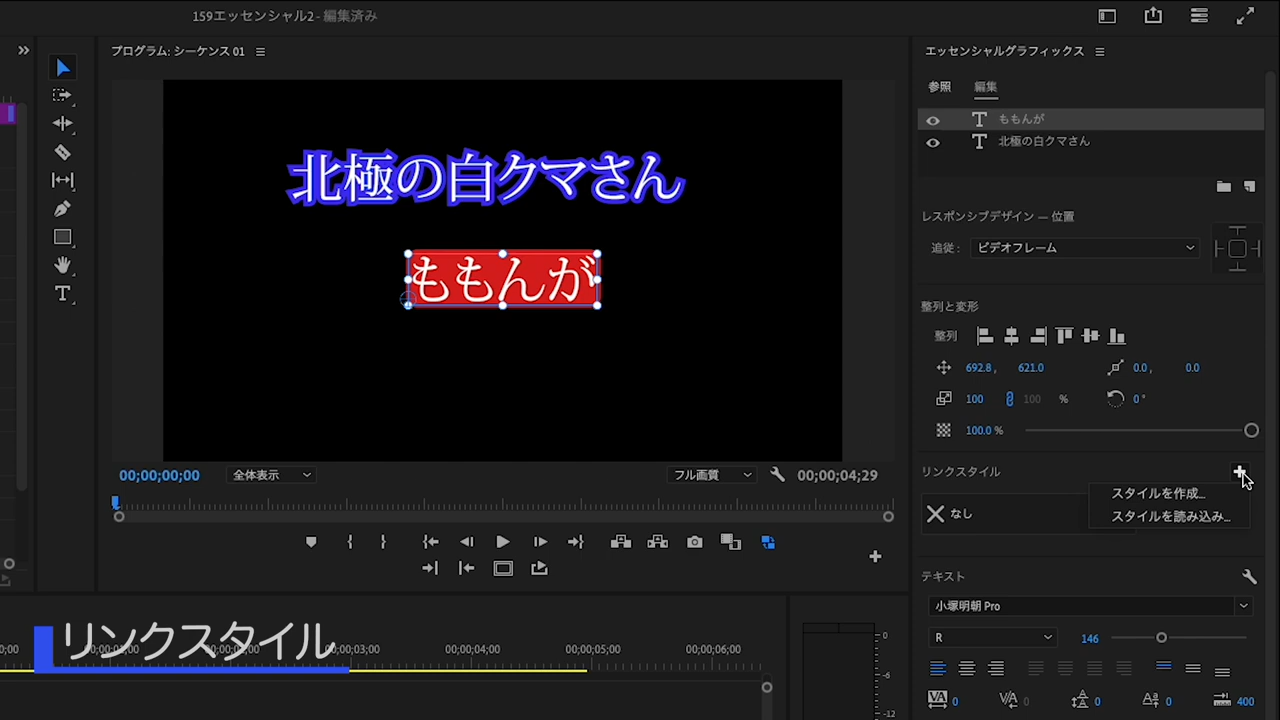 159エッセンシャル2 - 編集済み
プログラム: シーケンス 01
エッセンシャルグラフィックス
参照 編集
ももんが
北極の白クマさん
北極の白クマさん
ももんが
レスポンシブデザイン — 位置
追従 : ビデオフレーム
整列と変形
整列
692.8 , 621.0 0.0 , 0.0
100 100 % 0 °
100.0 %
00;00;00;00 全体表示 フル画質 00;00;04;29
リンクスタイル
スタイルを作成...
スタイルを読み込み...
なし
テキスト
小塚明朝 Pro
R 146
0 0 0 0 400
リンクスタイル
00;00;03;00 00;00;04;00 00;00;05;00 00;00;06;00
0
-6
-12